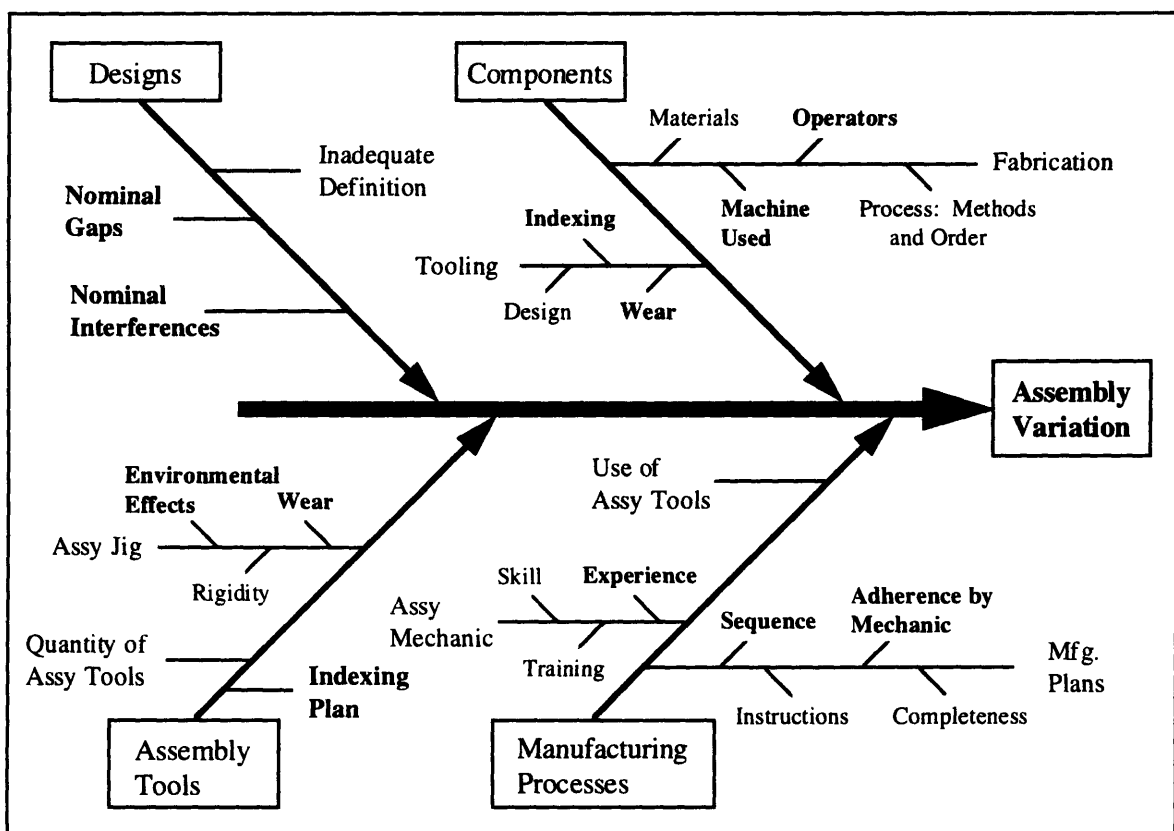 Designs
Components
Materials
Operators
Fabrication
Inadequate
Definition
Nominal
Gaps
Machine
Used
Process: Methods
and Order
Indexing
Tooling
Design
Wear
Nominal
Interferences
Assembly
Variation
Use of
Assy Tools
Environmental
Effects
Wear
Assy Jig
Rigidity
Skill
Experience
Assy
Mechanic
Training
Sequence
Adherence by
Mechanic
Mfg.
Plans
Instructions
Completeness
Quantity of
Assy Tools
Indexing
Plan
Assembly
Tools
Manufacturing
Processes